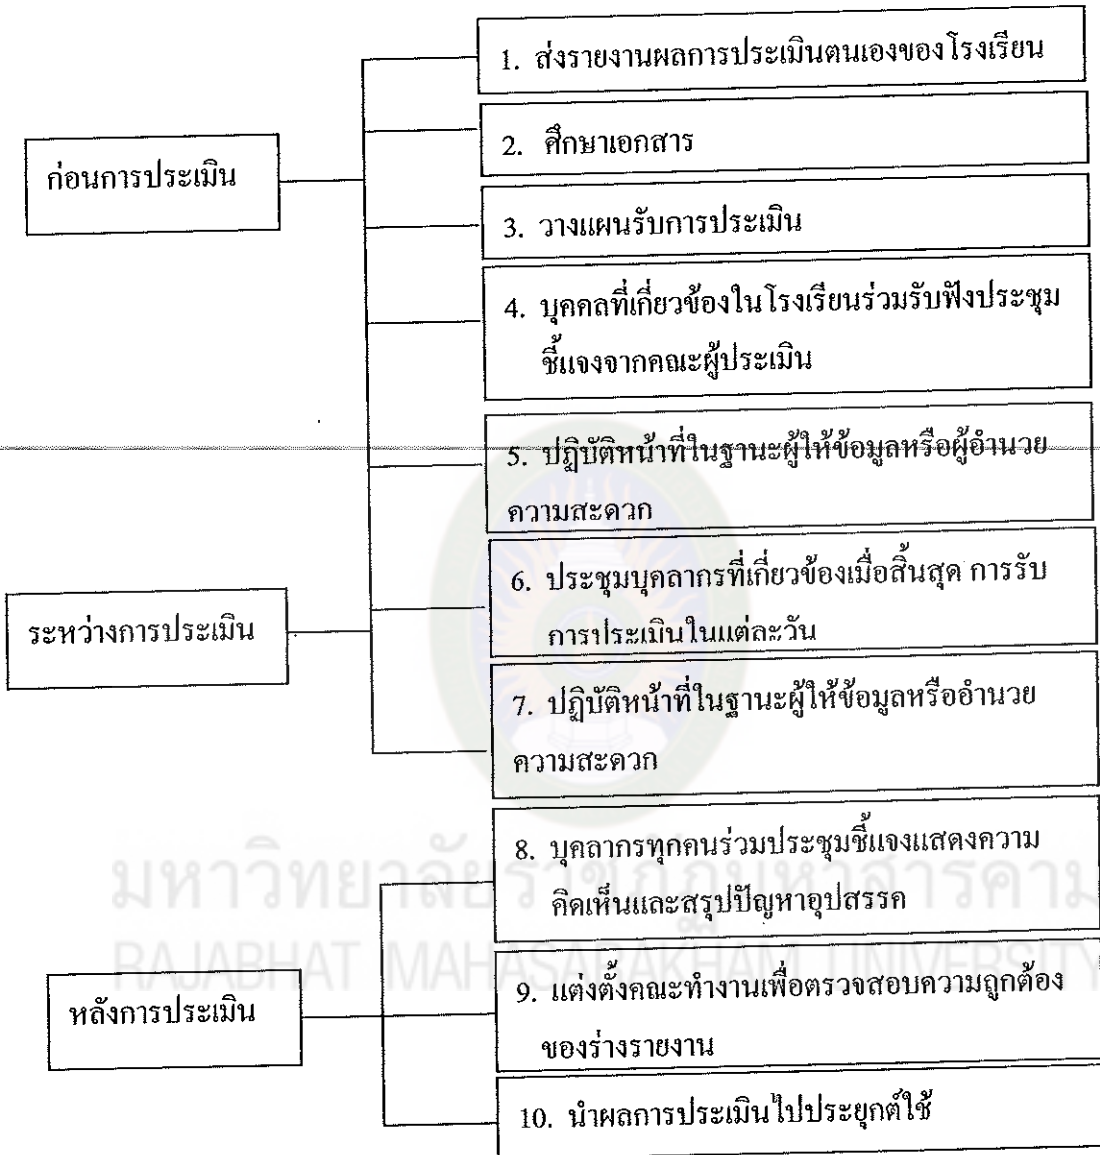 1. ส่งรายงานผลการประเมินตนเองของโรงเรียน
ก่อนการประเมิน
2. ศึกษาเอกสาร
3. วางแผนรับการประเมิน
4. บุคคลที่เกี่ยวข้องในโรงเรียนร่วมรับฟังประชุม
ชี้แจงจากคณะผู้ประเมิน
5. ปฏิบัติหน้าที่ในฐานะผู้ให้ข้อมูลหรือผู้อำนวย
ความสะดวก
ระหว่างการประเมิน
6. ประชุมบุคลากรที่เกี่ยวข้องเมื่อสิ้นสุด การรับ
การประเมินในแต่ละวัน
7. ปฏิบัติหน้าที่ในฐานะผู้ให้ข้อมูลหรืออำนวย
ความสะดวก
8. บุคลากรทุกคนร่วมประชุมชี้แจงแสดงความ
คิดเห็นและสรุปปัญหาอุปสรรค
มหาวิทยาลัยราชภัฏมหาสารคาม
RAJABHAT MAHASARAKHAM UNIVERSITY
หลังการประเมิน
9. แต่งตั้งคณะทำงานเพื่อตรวจสอบความถูกต้อง
ของร่างรายงาน
10. นำผลการประเมินไปประยุกต์ใช้